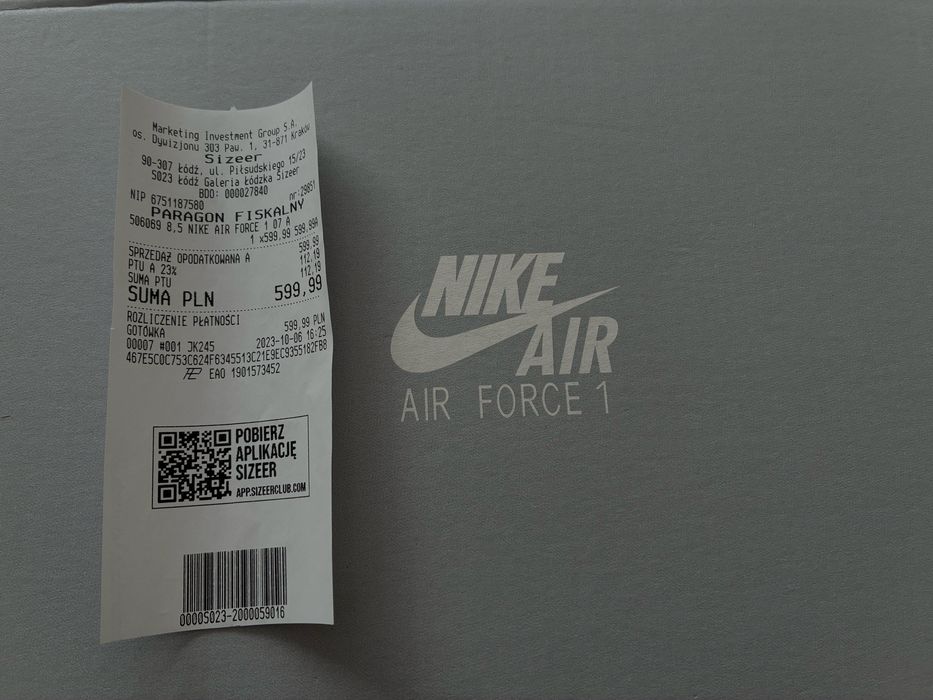 Marketing Investment Group S.A.
os. Dywizjonu 303 Paw. 1, 31-871 Kraków
Sizeer
90-307 Łódź, ul. Piłsudskiego 15/23
S023 Łódź Galeria Łódzka Sizeer
BDO: 000027840
NIP 6751187580 nr:29851
PARAGON FISKALNY
506069 8,5 NIKE AIR FORCE 1 07 A
1 x599,99 599,99A
SPRZEDAŻ OPODATKOWANA A 599,99
PTU A 23% 112,19
SUMA PTU 112,19
SUMA PLN 599,99
ROZLICZENIE PŁATNOŚCI
GOTÓWKA 599,99 PLN
00007 #001 JK245 2023-10-06 16:25
467E5C0C753C624F6345513C21E9EC9355182FB8
EAO 1901573452
POBIERZ
APLIKACJĘ
SIZEER
APP.SIZEERCLUB.COM
0000S023-2000059016
NIKE
AIR
AIR FORCE 1